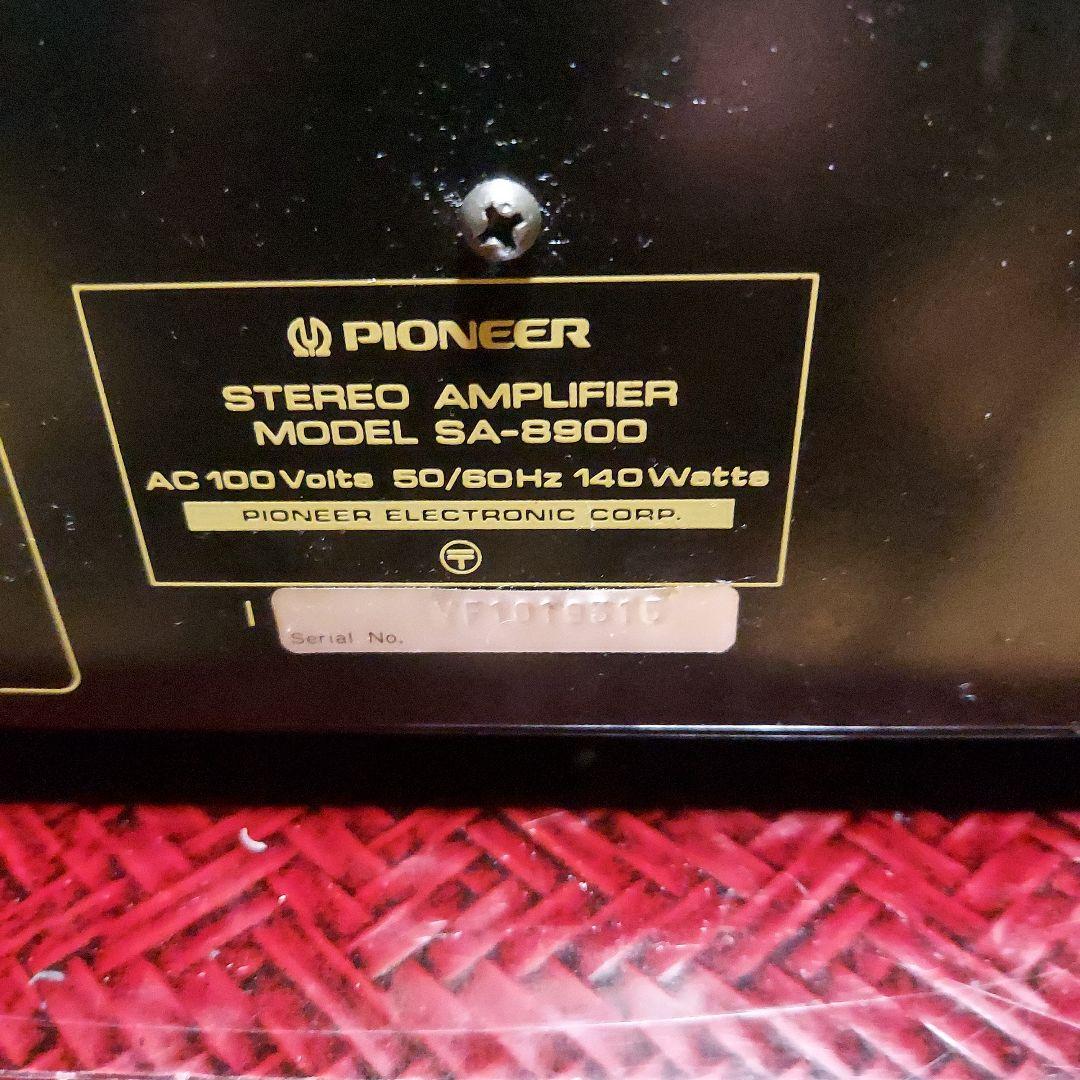 PIONEER
STEREO AMPLIFIER
MODEL SA-8900
AC 100 Volts 50/60Hz 140 Watts
PIONEER ELECTRONIC CORP.
Serial No.